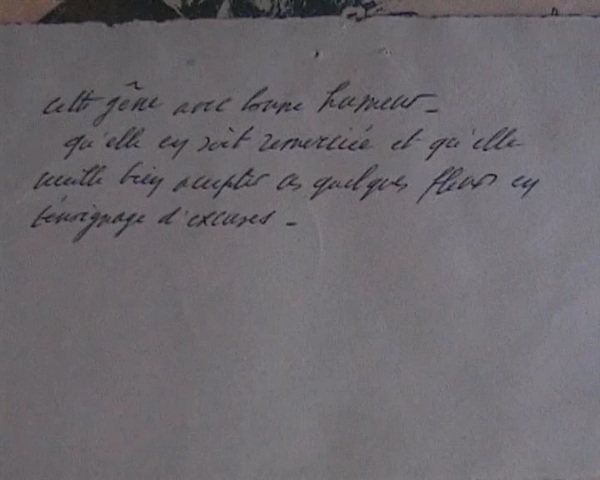 cette gêne avec bonne humeur -
qu'elle en soit remerciée et qu'elle
veuille bien accepter ces quelques fleurs en
témoignage d'excuses -